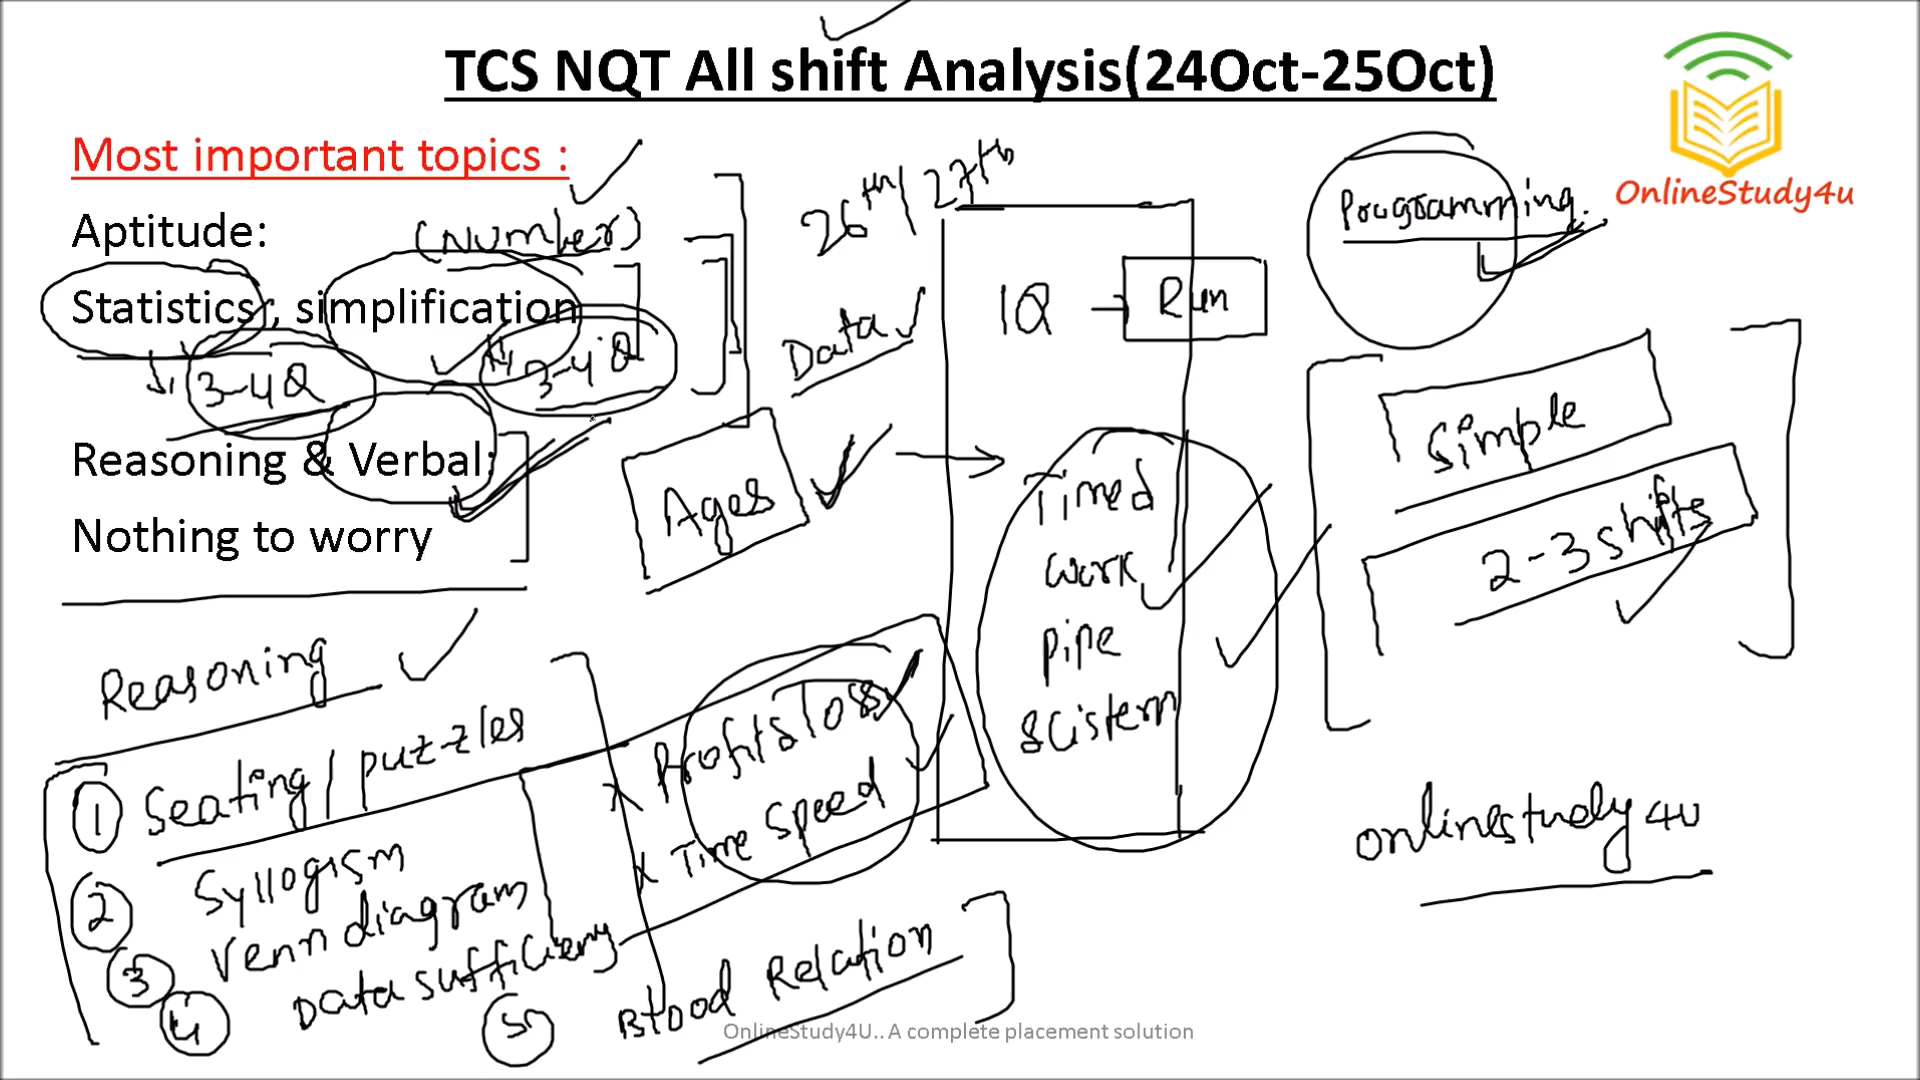 TCS NQT All shift Analysis(24Oct-25Oct)
OnlineStudy4u
Most important topics :
Aptitude:
(Number)
Statistics , simplification
3-4Q
3-4Q
Reasoning & Verbal:
Nothing to worry
26th/27th
Data
Ages
1Q → Run
Timed
work
pipe
&Cistern
Programming
Simple
2-3 shifts
Reasoning
① Seating/puzzles
② Syllogism
③ Venn diagram
④ Data sufficiency
⑤ Blood Relation
x Profit & Loss
x Time Speed
onlinestudy4u
OnlineStudy4U.. A complete placement solution